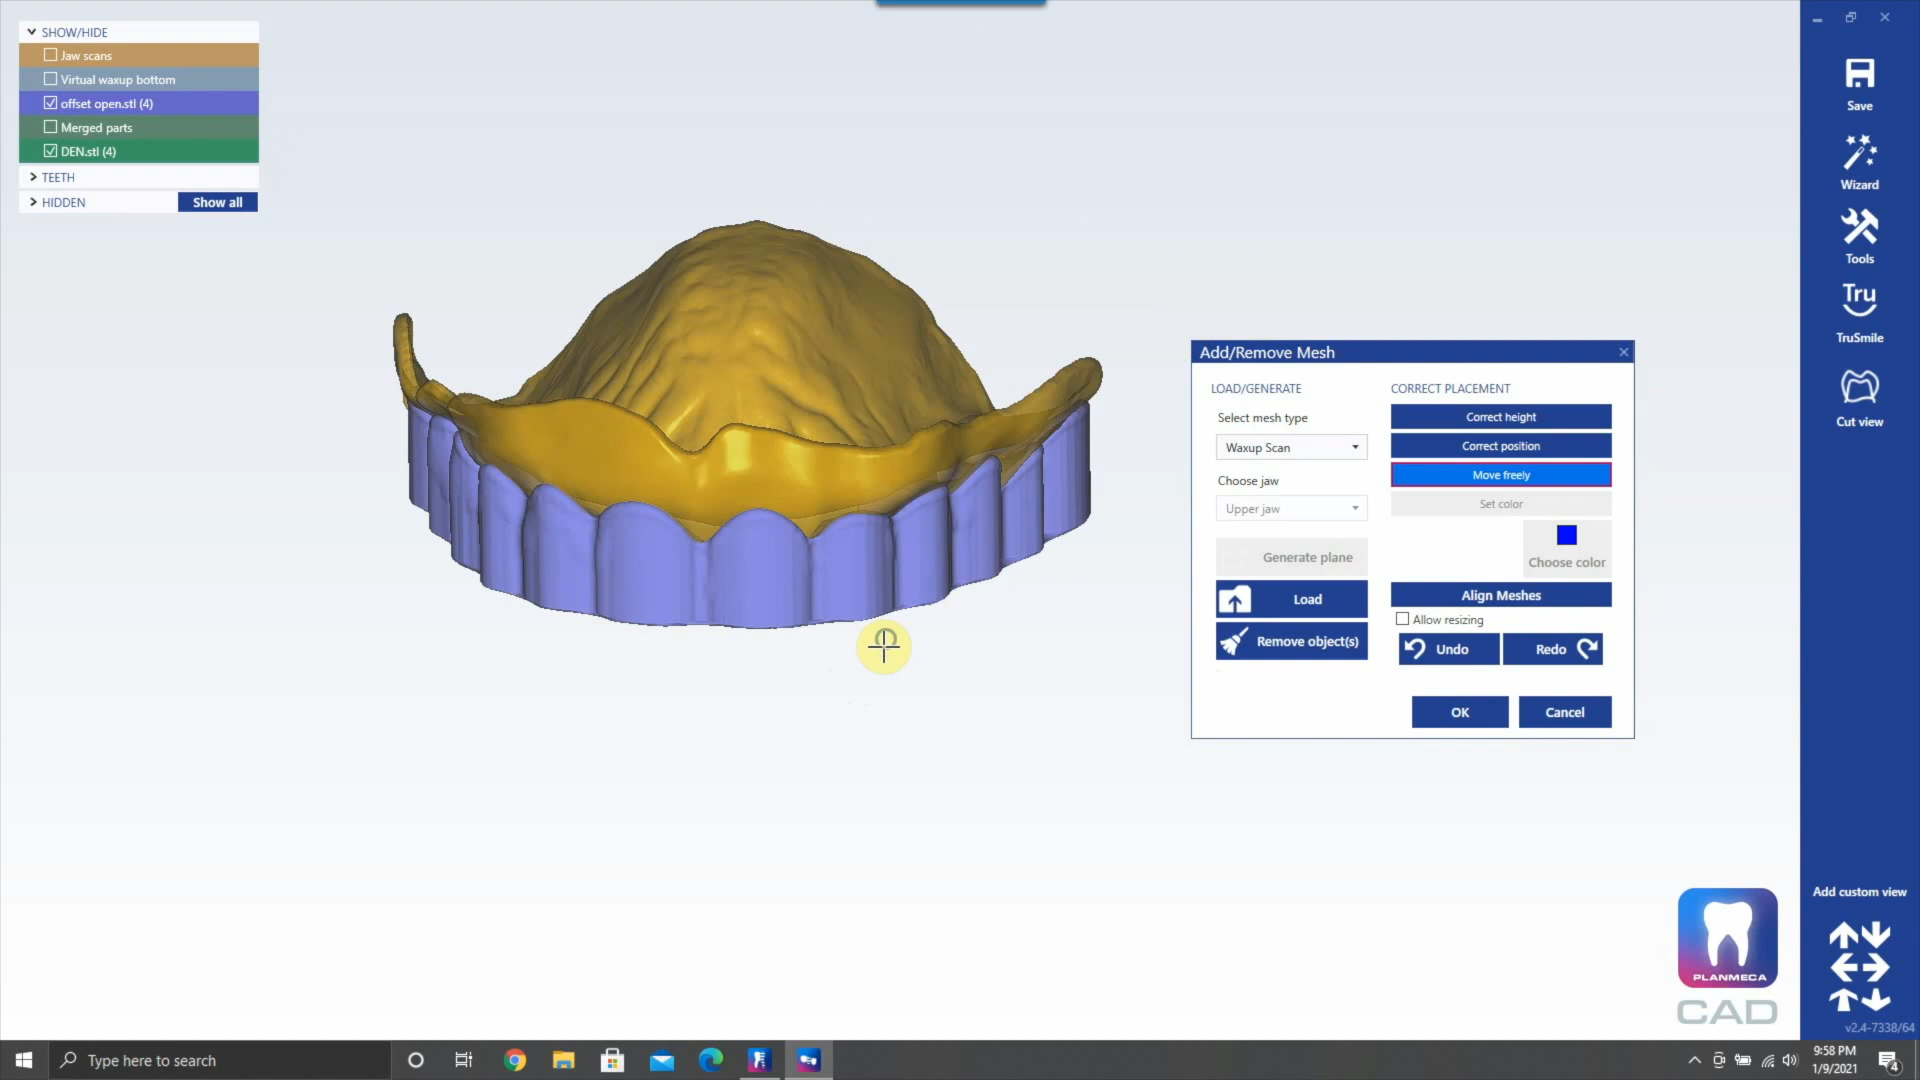 SHOW/HIDE
Jaw scans
Virtual waxup bottom
offset open.stl (4)
Merged parts
DEN.stl (4)
TEETH
HIDDEN
Show all
Add/Remove Mesh
LOAD/GENERATE
Select mesh type
Waxup Scan
Choose jaw
Upper jaw
Generate plane
Load
Remove object(s)
CORRECT PLACEMENT
Correct height
Correct position
Move freely
Set color
Choose color
Align Meshes
Allow resizing
Undo
Redo
OK
Cancel
Save
Wizard
Tools
Tru
TruSmile
Cut view
Add custom view
PLANMECA
CAD
v2.4-7338/64
Type here to search
9:58 PM
1/9/2021
4